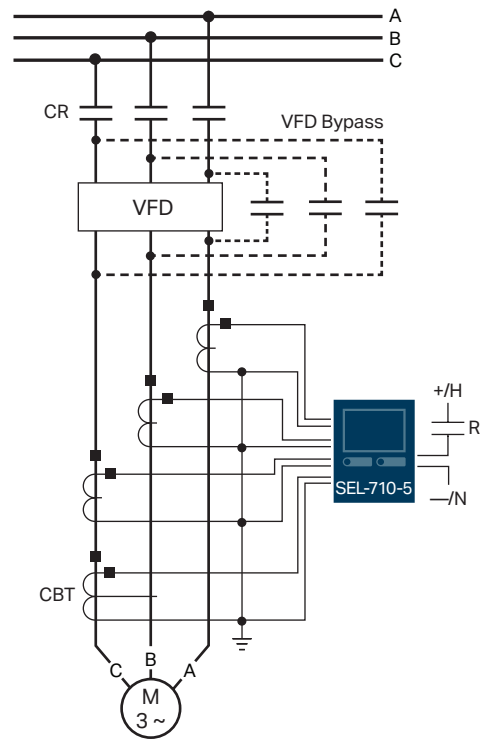 A
B
C
CR
VFD Bypass
VFD
+/H
R
SEL-710-5
—/N
CBT
C
B
A
M
3 ~